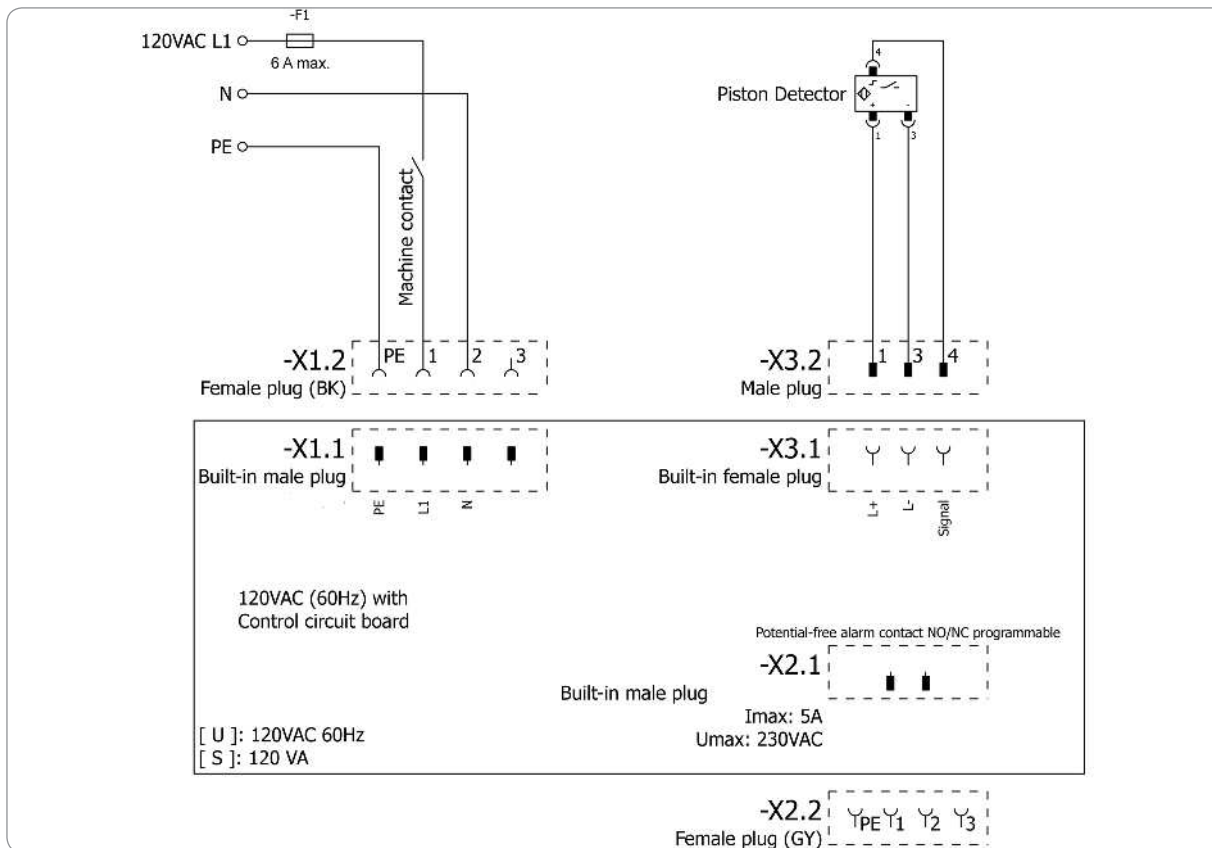 -F1
120VAC L1
6 A max.
N
PE
Machine contact
4
Piston Detector
+ -
1 3
-X1.2 PE 1 2 3
Female plug (BK)
-X3.2 1 3 4
Male plug
-X1.1
Built-in male plug
PE L1 N
-X3.1
Built-in female plug
L+ L- Signal
120VAC (60Hz) with
Control circuit board
Potential-free alarm contact NO/NC programmable
-X2.1
Built-in male plug
Imax: 5A
Umax: 230VAC
[ U ]: 120VAC 60Hz
[ S ]: 120 VA
-X2.2 PE 1 2 3
Female plug (GY)